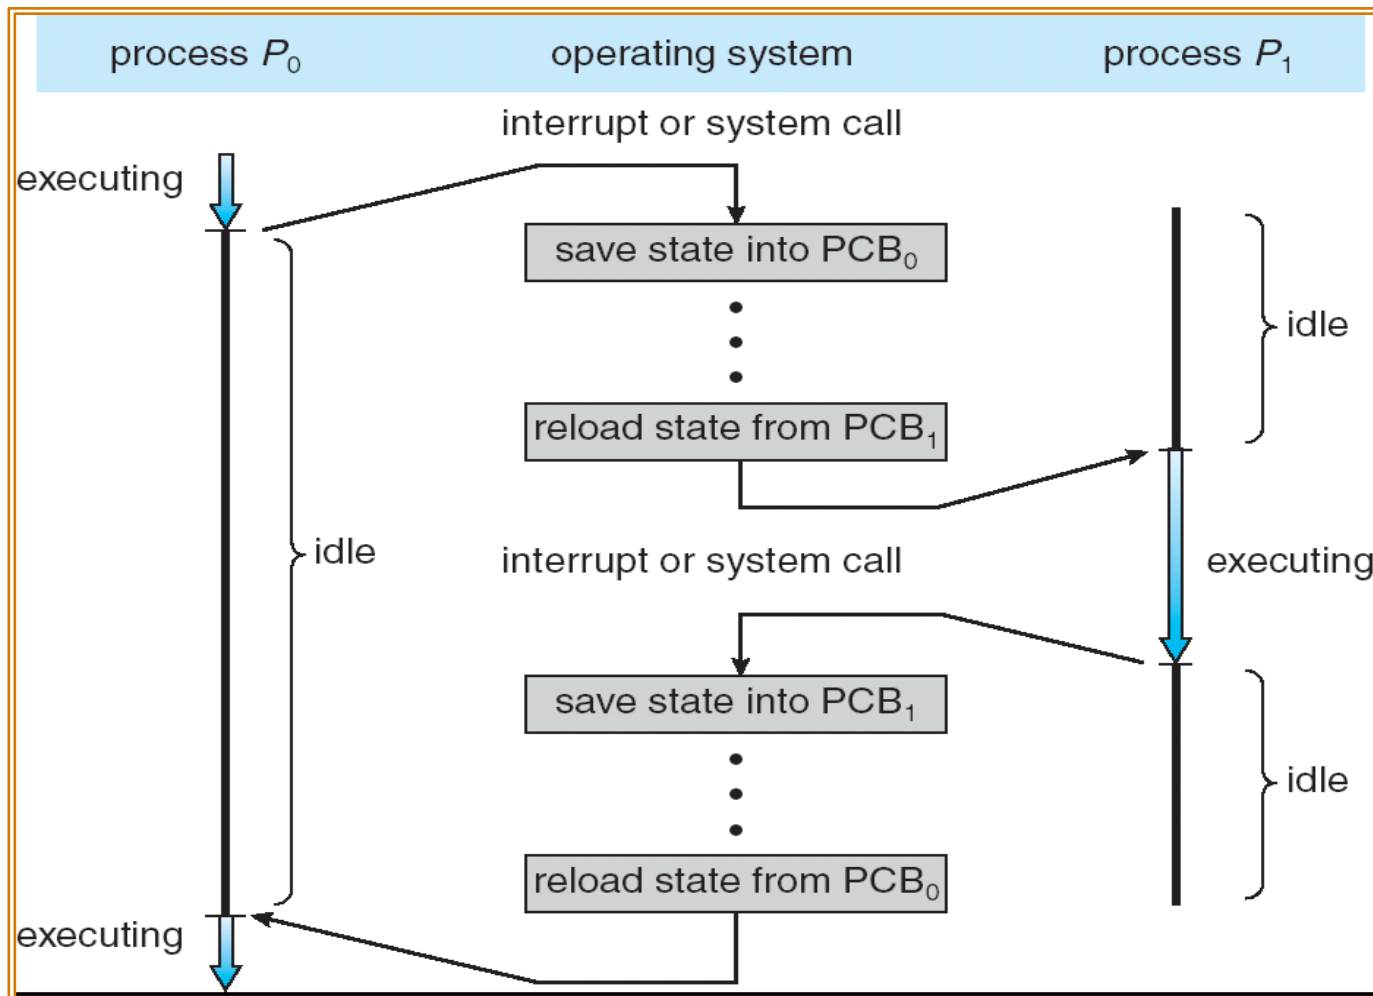 process P₀ operating system process P₁
interrupt or system call
executing
save state into PCB₀
idle
reload state from PCB₁
idle
interrupt or system call
executing
save state into PCB₁
idle
reload state from PCB₀
executing